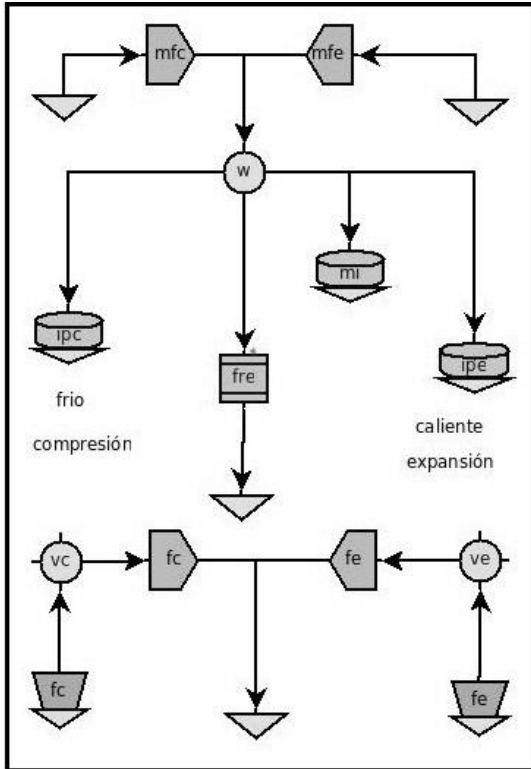 mfc
mfe
w
mi
ipc
ipe
fre
frio
compresión
caliente
expansión
vc
fc
fe
ve
fc
fe